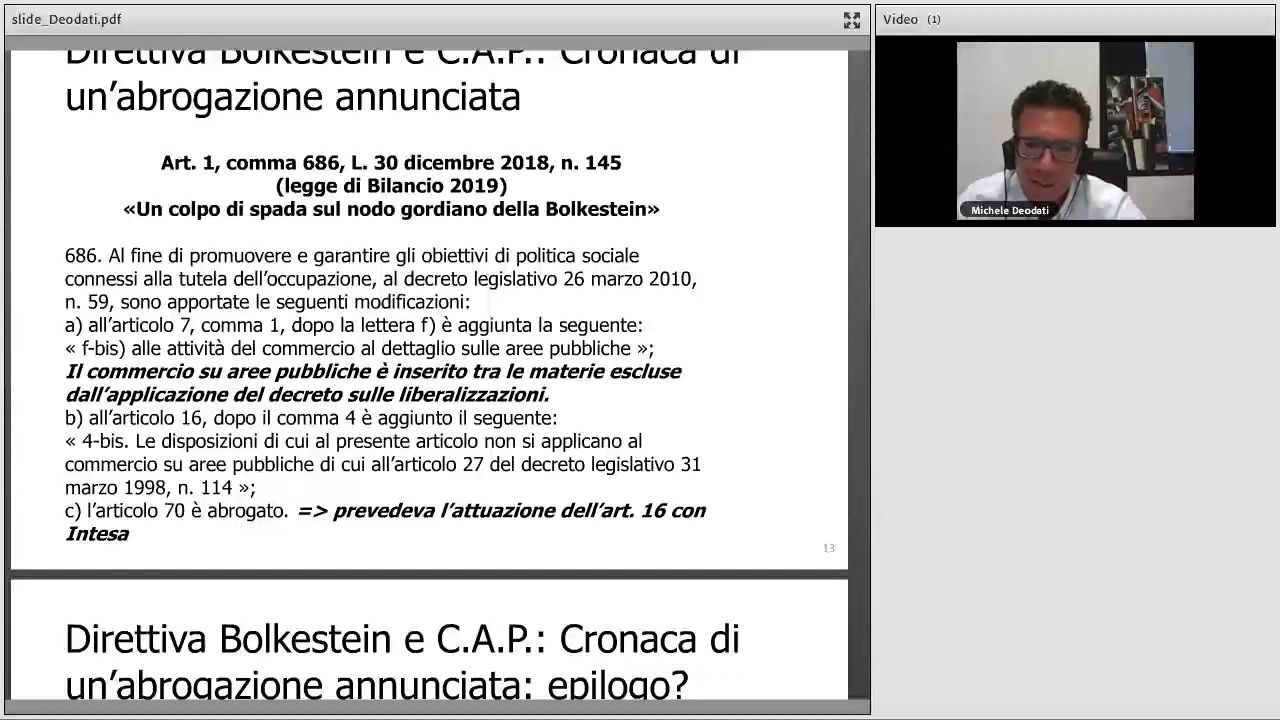 slide_Deodati.pdf
Video (1)
Direttiva Bolkestein e C.A.P.: Cronaca di
un'abrogazione annunciata
Art. 1, comma 686, L. 30 dicembre 2018, n. 145
(legge di Bilancio 2019)
«Un colpo di spada sul nodo gordiano della Bolkestein»
686. Al fine di promuovere e garantire gli obiettivi di politica sociale
connessi alla tutela dell'occupazione, al decreto legislativo 26 marzo 2010,
n. 59, sono apportate le seguenti modificazioni:
a) all'articolo 7, comma 1, dopo la lettera f) è aggiunta la seguente:
« f-bis) alle attività del commercio al dettaglio sulle aree pubbliche »;
Il commercio su aree pubbliche è inserito tra le materie escluse
dall'applicazione del decreto sulle liberalizzazioni.
b) all'articolo 16, dopo il comma 4 è aggiunto il seguente:
« 4-bis. Le disposizioni di cui al presente articolo non si applicano al
commercio su aree pubbliche di cui all'articolo 27 del decreto legislativo 31
marzo 1998, n. 114 »;
c) l'articolo 70 è abrogato. => prevedeva l'attuazione dell'art. 16 con
Intesa
13
Direttiva Bolkestein e C.A.P.: Cronaca di
un'abrogazione annunciata: epilogo?
Michele Deodati